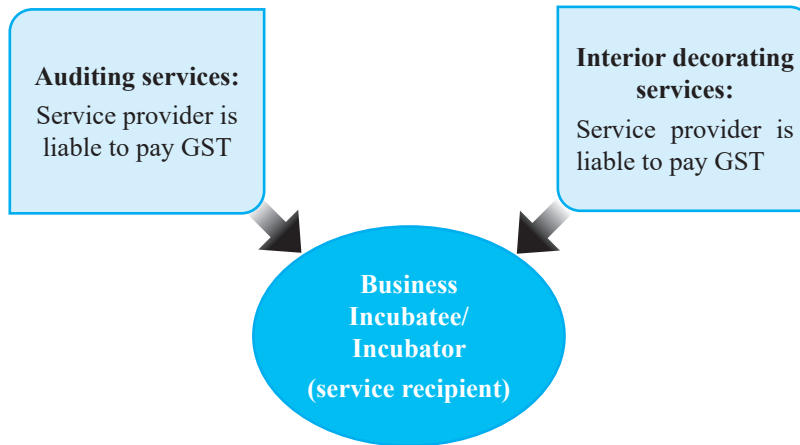 Auditing services:
Service provider is
liable to pay GST
Interior decorating
services:
Service provider is
liable to pay GST
Business
Incubatee/
Incubator
(service recipient)